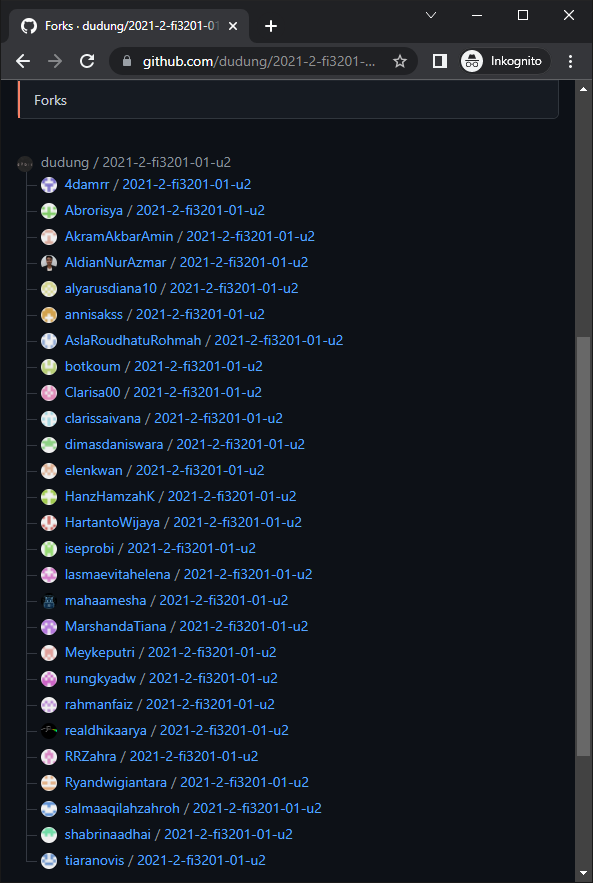 Forks · dudung/2021-2-fi3201-01
github.com/dudung/2021-2-fi3201-...
Inkognito
Forks
dudung / 2021-2-fi3201-01-u2
4damrr / 2021-2-fi3201-01-u2
Abrorisya / 2021-2-fi3201-01-u2
AkramAkbarAmin / 2021-2-fi3201-01-u2
AldianNurAzmar / 2021-2-fi3201-01-u2
alyarusdiana10 / 2021-2-fi3201-01-u2
annisakss / 2021-2-fi3201-01-u2
AslaRoudhatuRohmah / 2021-2-fi3201-01-u2
botkoum / 2021-2-fi3201-01-u2
Clarisa00 / 2021-2-fi3201-01-u2
clarissaivana / 2021-2-fi3201-01-u2
dimasdaniswara / 2021-2-fi3201-01-u2
elenkwan / 2021-2-fi3201-01-u2
HanzHamzahK / 2021-2-fi3201-01-u2
HartantoWijaya / 2021-2-fi3201-01-u2
iseprobi / 2021-2-fi3201-01-u2
lasmaevitahelena / 2021-2-fi3201-01-u2
mahaamesha / 2021-2-fi3201-01-u2
MarshandaTiana / 2021-2-fi3201-01-u2
Meykeputri / 2021-2-fi3201-01-u2
nungkyadw / 2021-2-fi3201-01-u2
rahmanfaiz / 2021-2-fi3201-01-u2
realdhikaarya / 2021-2-fi3201-01-u2
RRZahra / 2021-2-fi3201-01-u2
Ryandwigiantara / 2021-2-fi3201-01-u2
salmaaqilahzahroh / 2021-2-fi3201-01-u2
shabrinaadhai / 2021-2-fi3201-01-u2
tiaranovis / 2021-2-fi3201-01-u2